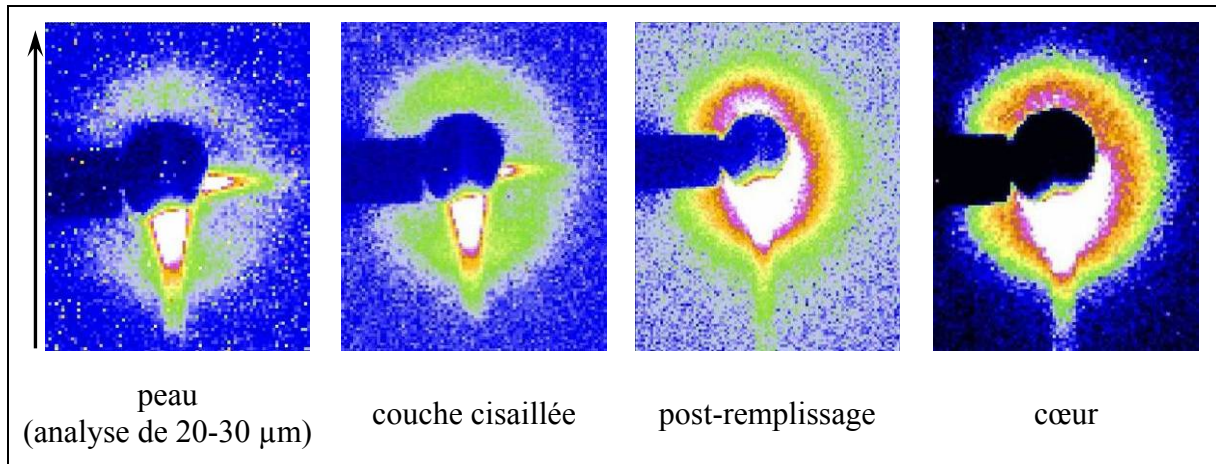 peau
(analyse de 20-30 µm)
couche cisaillée
post-remplissage
cœur